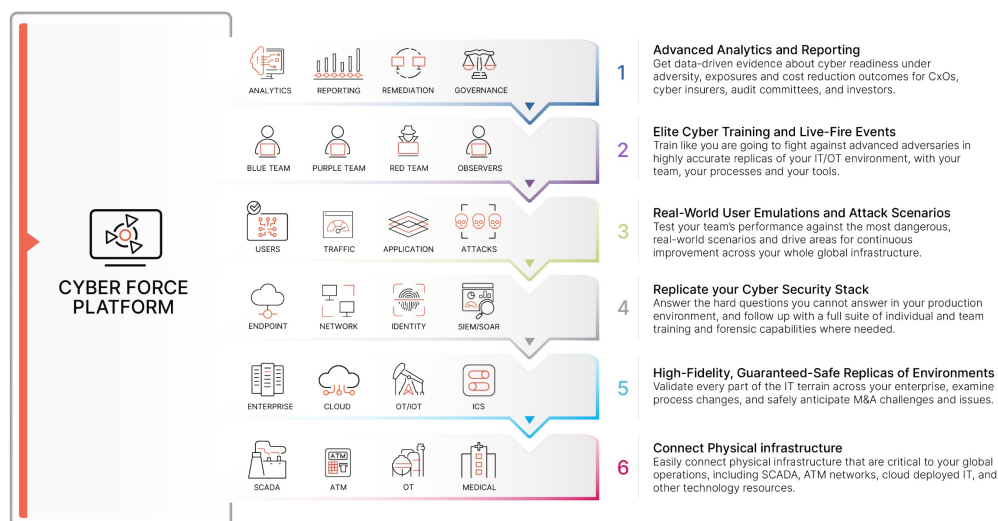 CYBER FORCE
PLATFORM
ANALYTICS
REPORTING
REMEDIATION
GOVERNANCE
1
Advanced Analytics and Reporting
Get data-driven evidence about cyber readiness under
adversity, exposures and cost reduction outcomes for CxOs,
cyber insurers, audit committees, and investors.
BLUE TEAM
PURPLE TEAM
RED TEAM
OBSERVERS
2
Elite Cyber Training and Live-Fire Events
Train like you are going to fight against advanced adversaries in
highly accurate replicas of your IT/OT environment, with your
team, your processes and your tools.
USERS
TRAFFIC
APPLICATION
ATTACKS
3
Real-World User Emulations and Attack Scenarios
Test your team's performance against the most dangerous,
real-world scenarios and drive areas for continuous
improvement across your whole global infrastructure.
ENDPOINT
NETWORK
IDENTITY
SIEM/SOAR
4
Replicate your Cyber Security Stack
Answer the hard questions you cannot answer in your production
environment, and follow up with a full suite of individual and team
training and forensic capabilities where needed.
ENTERPRISE
CLOUD
OT/IOT
ICS
5
High-Fidelity, Guaranteed-Safe Replicas of Environments
Validate every part of the IT terrain across your enterprise, examine
process changes, and safely anticipate M&A challenges and issues.
SCADA
ATM
ATM
OT
MEDICAL
6
Connect Physical infrastructure
Easily connect physical infrastructure that are critical to your global
operations, including SCADA, ATM networks, cloud deployed IT, and
other technology resources.